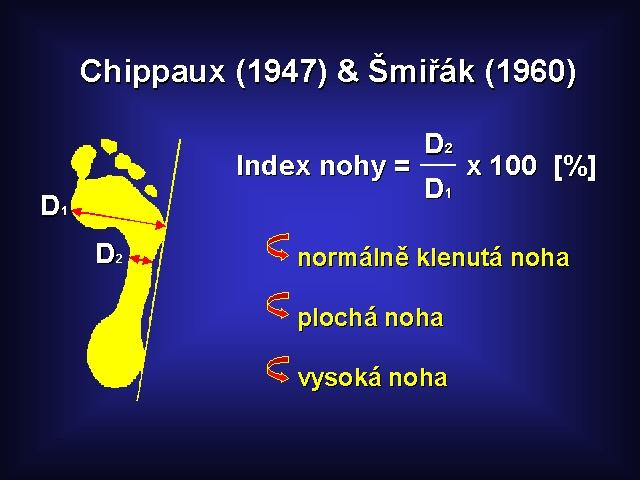 Chippaux (1947) & Šmiřák (1960)
Index nohy = D₂ / D₁ x 100 [%]
D₁
D₂
normálně klenutá noha
plochá noha
vysoká noha